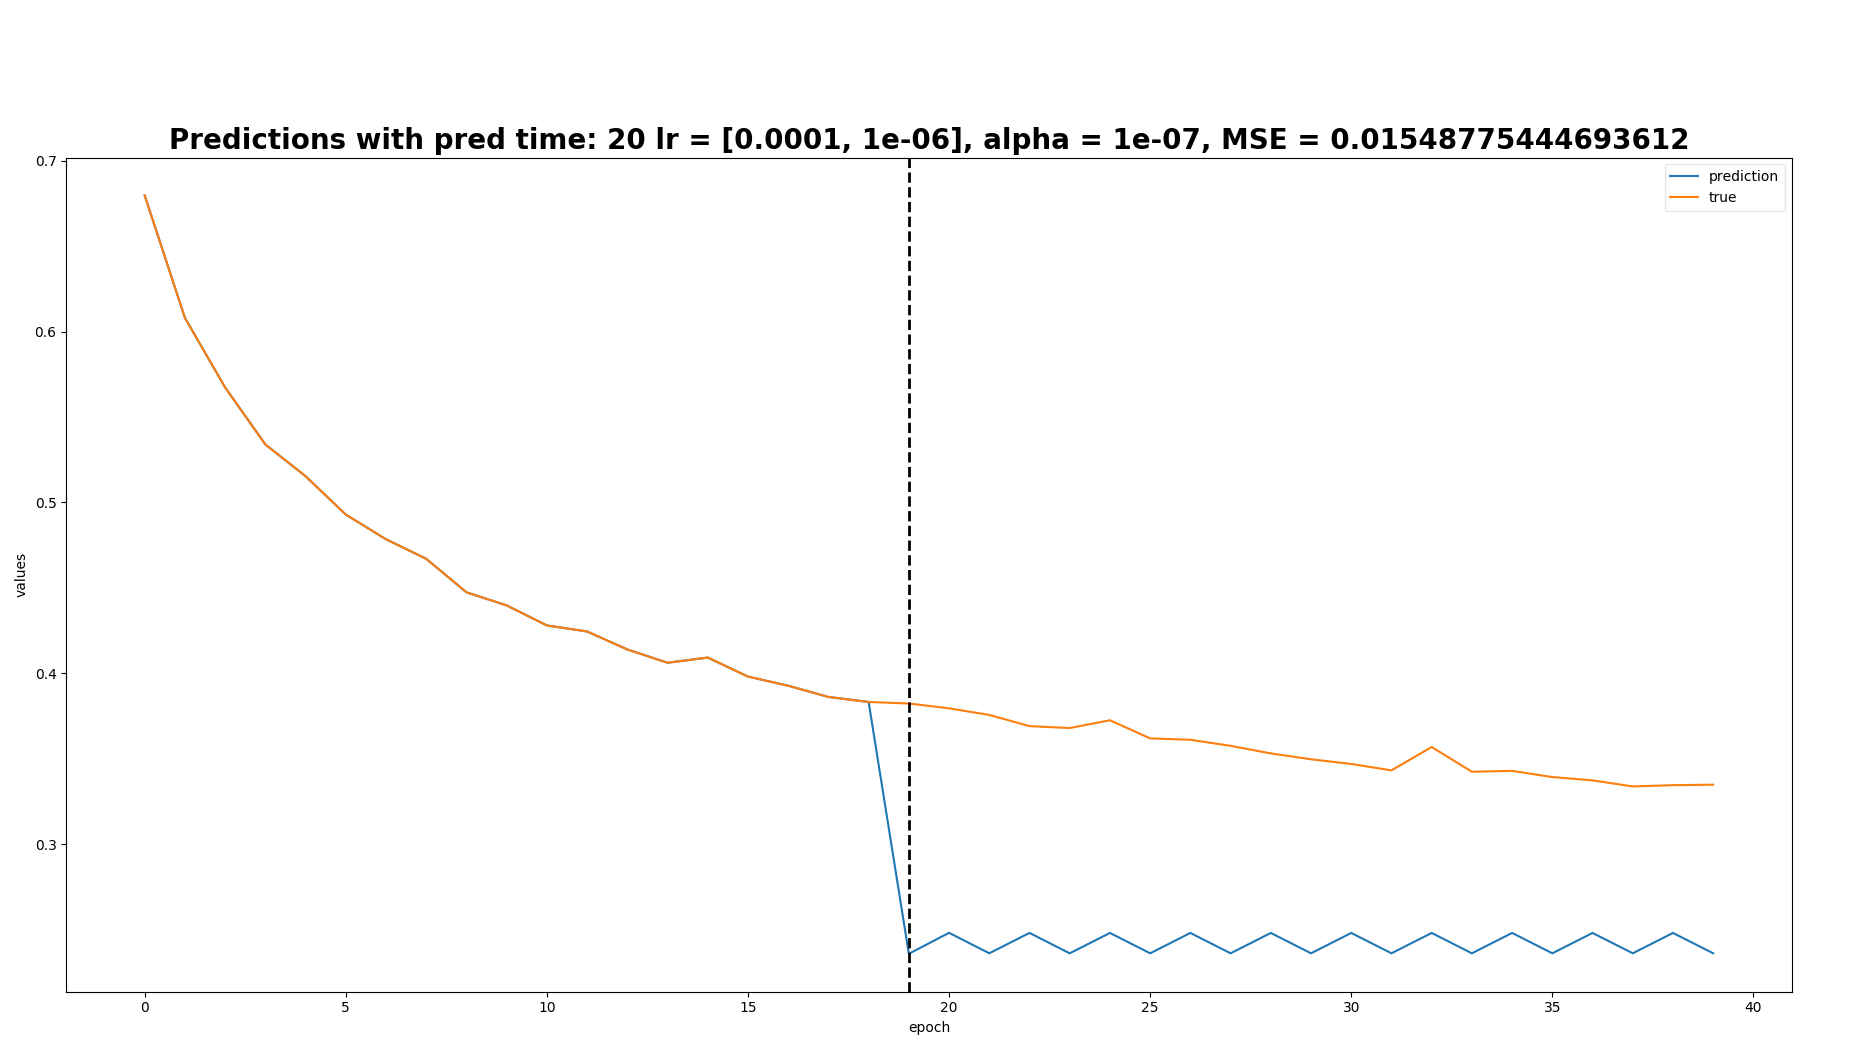 Predictions with pred time: 20 lr = [0.0001, 1e-06], alpha = 1e-07, MSE = 0.01548775444693612
prediction
true
values
0.7
0.6
0.5
0.4
0.3
0 5 10 15 20 25 30 35 40
epoch